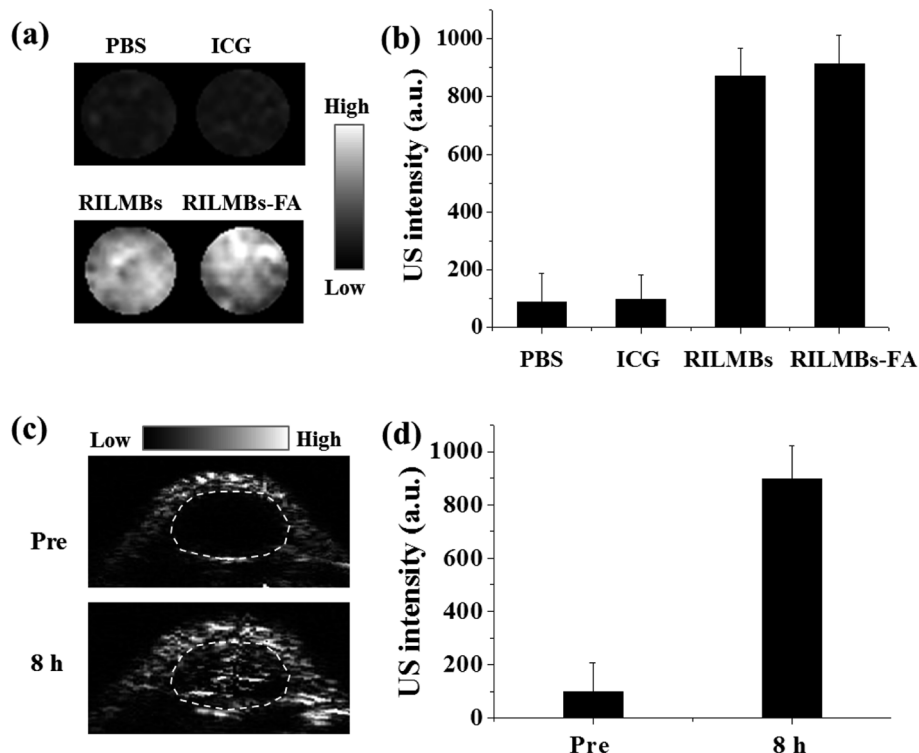 (a)
PBS ICG
High
Low
RILMBs RILMBs-FA
(b)
US intensity (a.u.)
1000
800
600
400
200
0
PBS ICG RILMBs RILMBs-FA
(c)
Low High
Pre
8 h
(d)
US intensity (a.u.)
1000
800
600
400
200
0
Pre 8 h